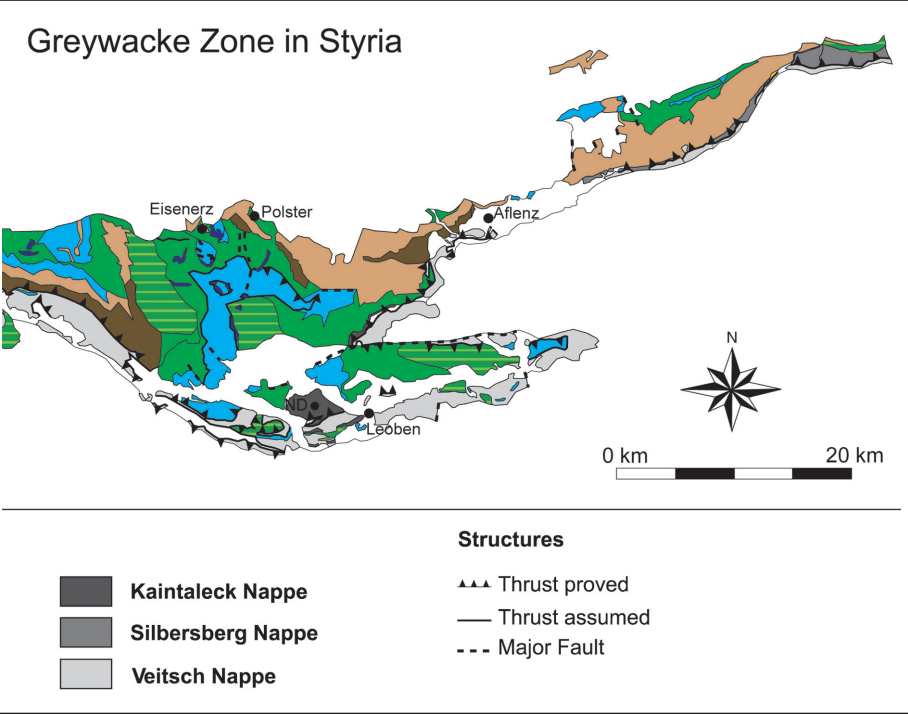 Greywacke Zone in Styria
Eisenerz
Polster
Aflenz
N
ND
Leoben
0 km
20 km
Structures
Kaintaleck Nappe
Silbersberg Nappe
Veitsch Nappe
Thrust proved
Thrust assumed
Major Fault